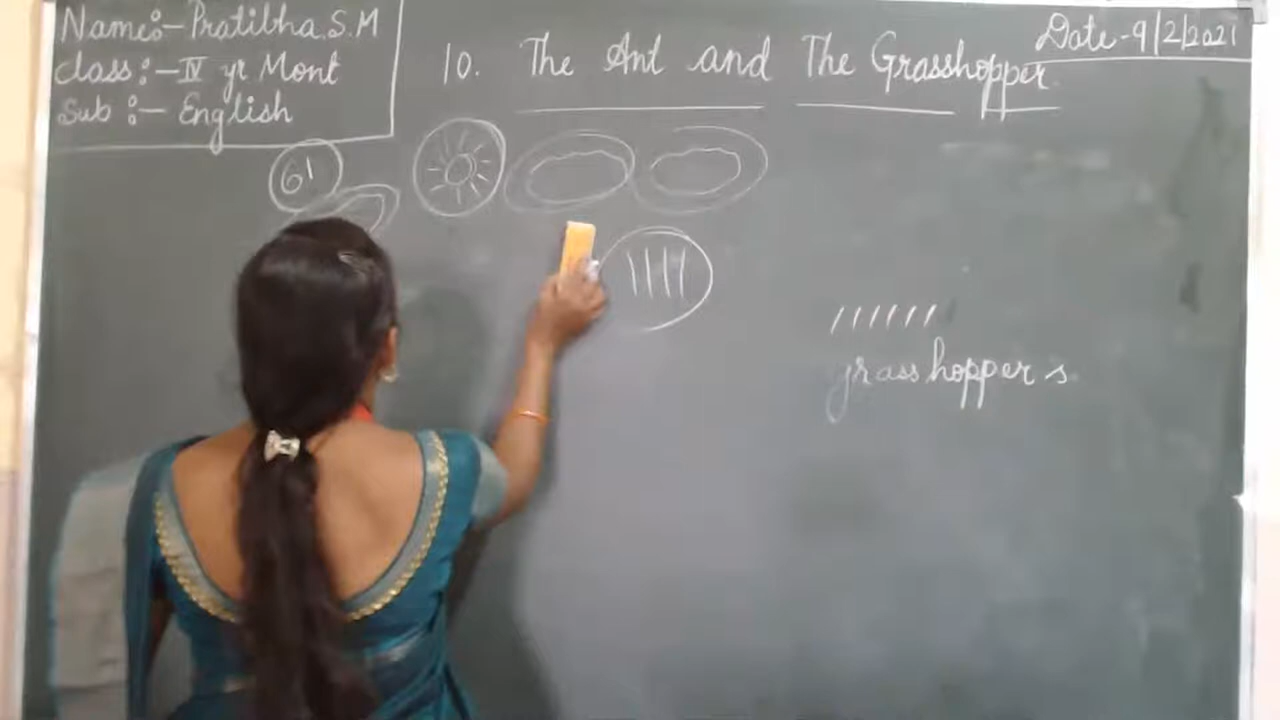 Name:-Pratibha.S.M
Class:-IV yr Mont
Sub :- English
10. The Ant and The Grasshopper
Date-9/2/2021
61
grasshoppers